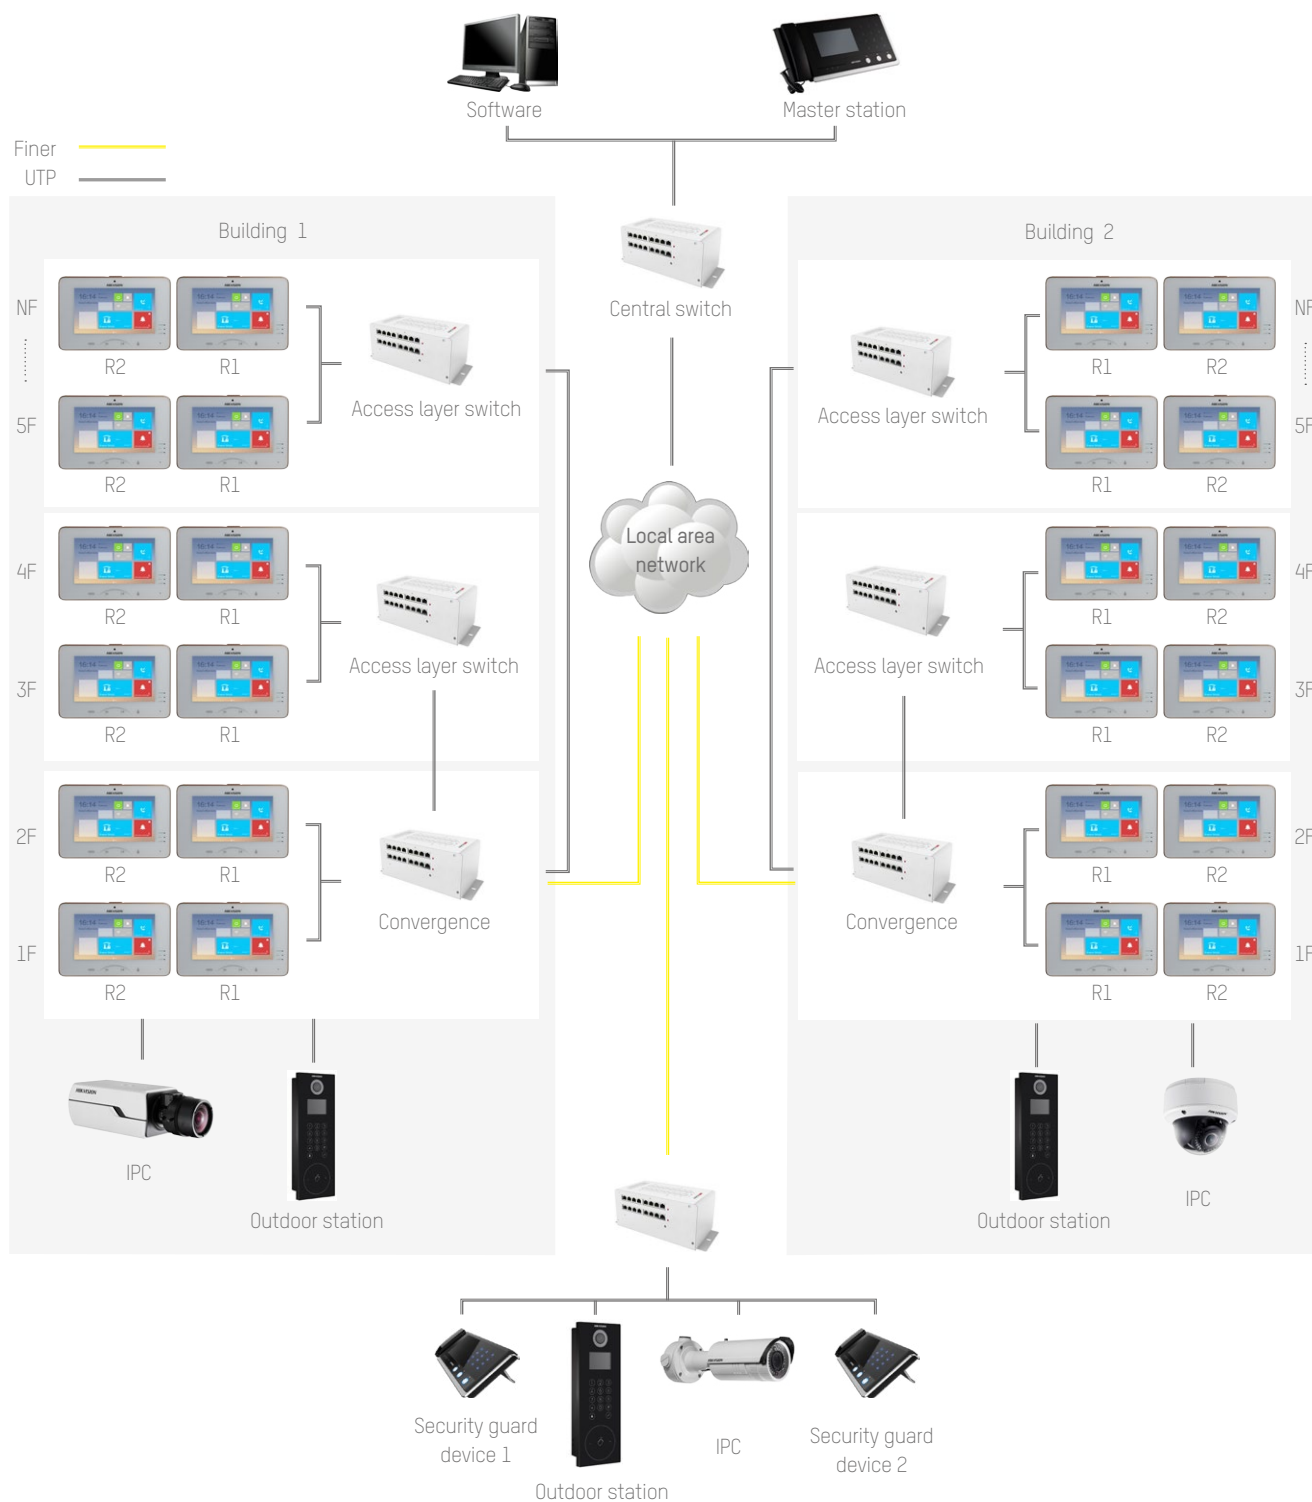 Software
Master station
Finer
UTP
Building 1
Building 2
Central switch
NF
R2
R1
Access layer switch
5F
R2
R1
Access layer switch
R1
R2
NF
R1
R2
5F
Local area
network
4F
R2
R1
Access layer switch
3F
R2
R1
Access layer switch
R1
R2
4F
R1
R2
3F
2F
R2
R1
Convergence
1F
R2
R1
Convergence
R1
R2
2F
R1
R2
1F
HIKVISION
IPC
Outdoor station
Outdoor station
IPC
Security guard
device 1
Outdoor station
IPC
Security guard
device 2